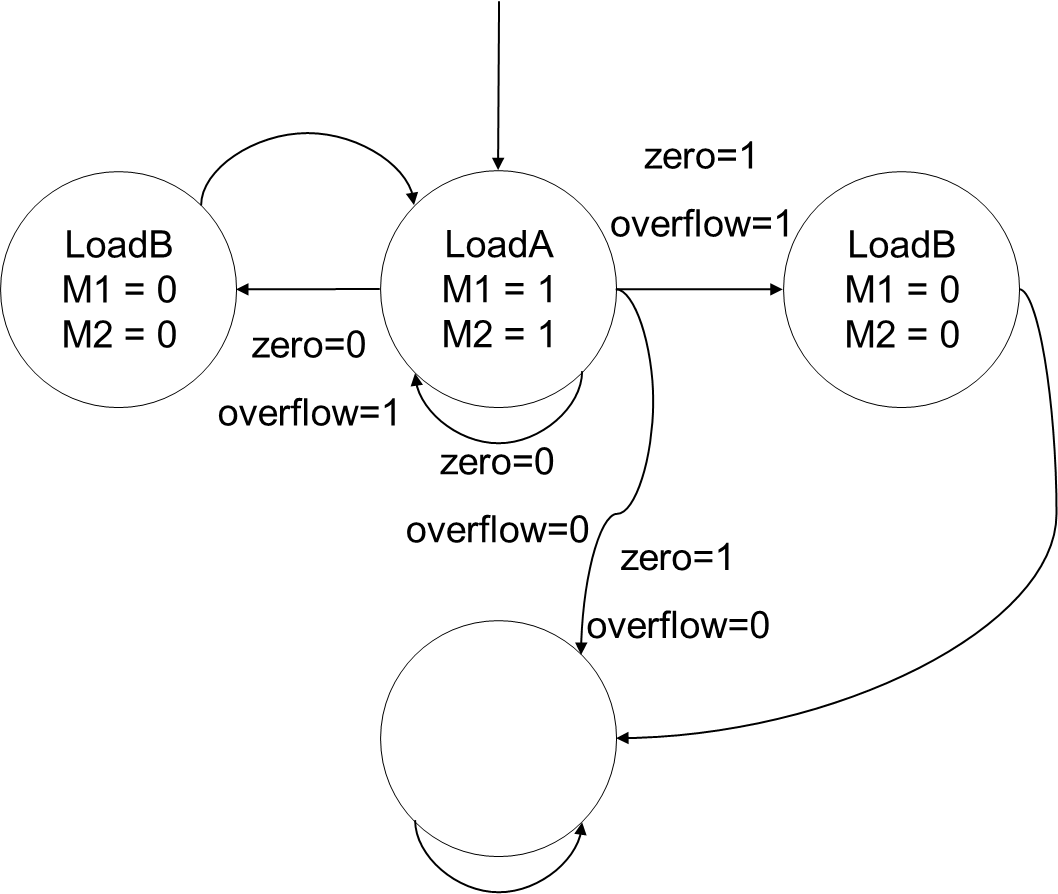 zero=1
overflow=1
LoadB
M1 = 0
M2 = 0
LoadA
M1 = 1
M2 = 1
LoadB
M1 = 0
M2 = 0
zero=0
overflow=1
zero=0
overflow=0
zero=1
overflow=0